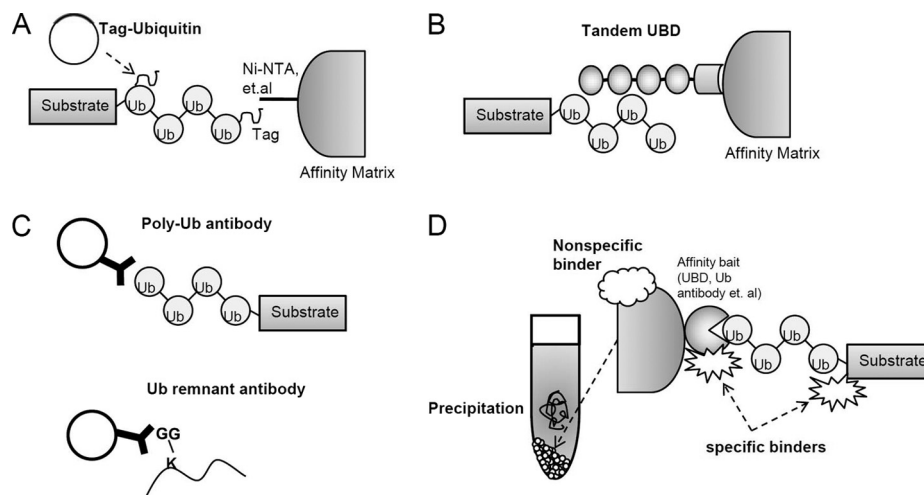 A
Tag-Ubiquitin
Substrate
Ub
Ub
Ub
Ub
Ni-NTA,
et.al
Tag
Affinity Matrix
B
Tandem UBD
Substrate
Ub
Ub
Ub
Ub
Affinity Matrix
C
Poly-Ub antibody
Ub
Ub
Ub
Ub
Substrate
Ub remnant antibody
GG
K
D
Nonspecific
binder
Affinity bait
(UBD, Ub
antibody et. al)
Ub
Ub
Ub
Ub
Substrate
Precipitation
specific binders